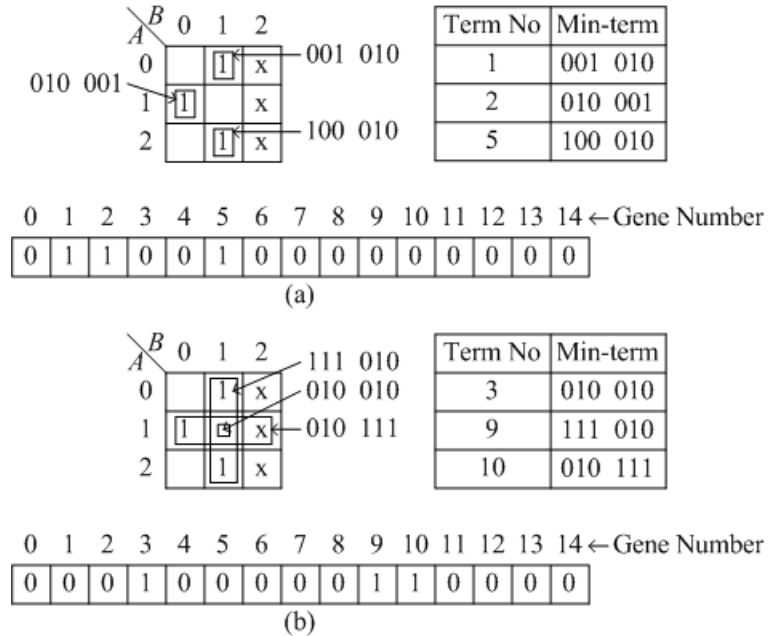 B 0 1 2 Term No Min-term
A
0 1 x 001 010 1 001 010
010 001 1 1 x 2 010 001
2 1 x 100 010 5 100 010
0 1 2 3 4 5 6 7 8 9 10 11 12 13 14 ← Gene Number
0 1 1 0 0 1 0 0 0 0 0 0 0 0 0
(a)
B 0 1 2 111 010 Term No Min-term
A
0 1 x 010 010 3 010 010
1 1 x 010 111 9 111 010
2 1 x 10 010 111
0 1 2 3 4 5 6 7 8 9 10 11 12 13 14 ← Gene Number
0 0 0 1 0 0 0 0 0 1 1 0 0 0 0
(b)